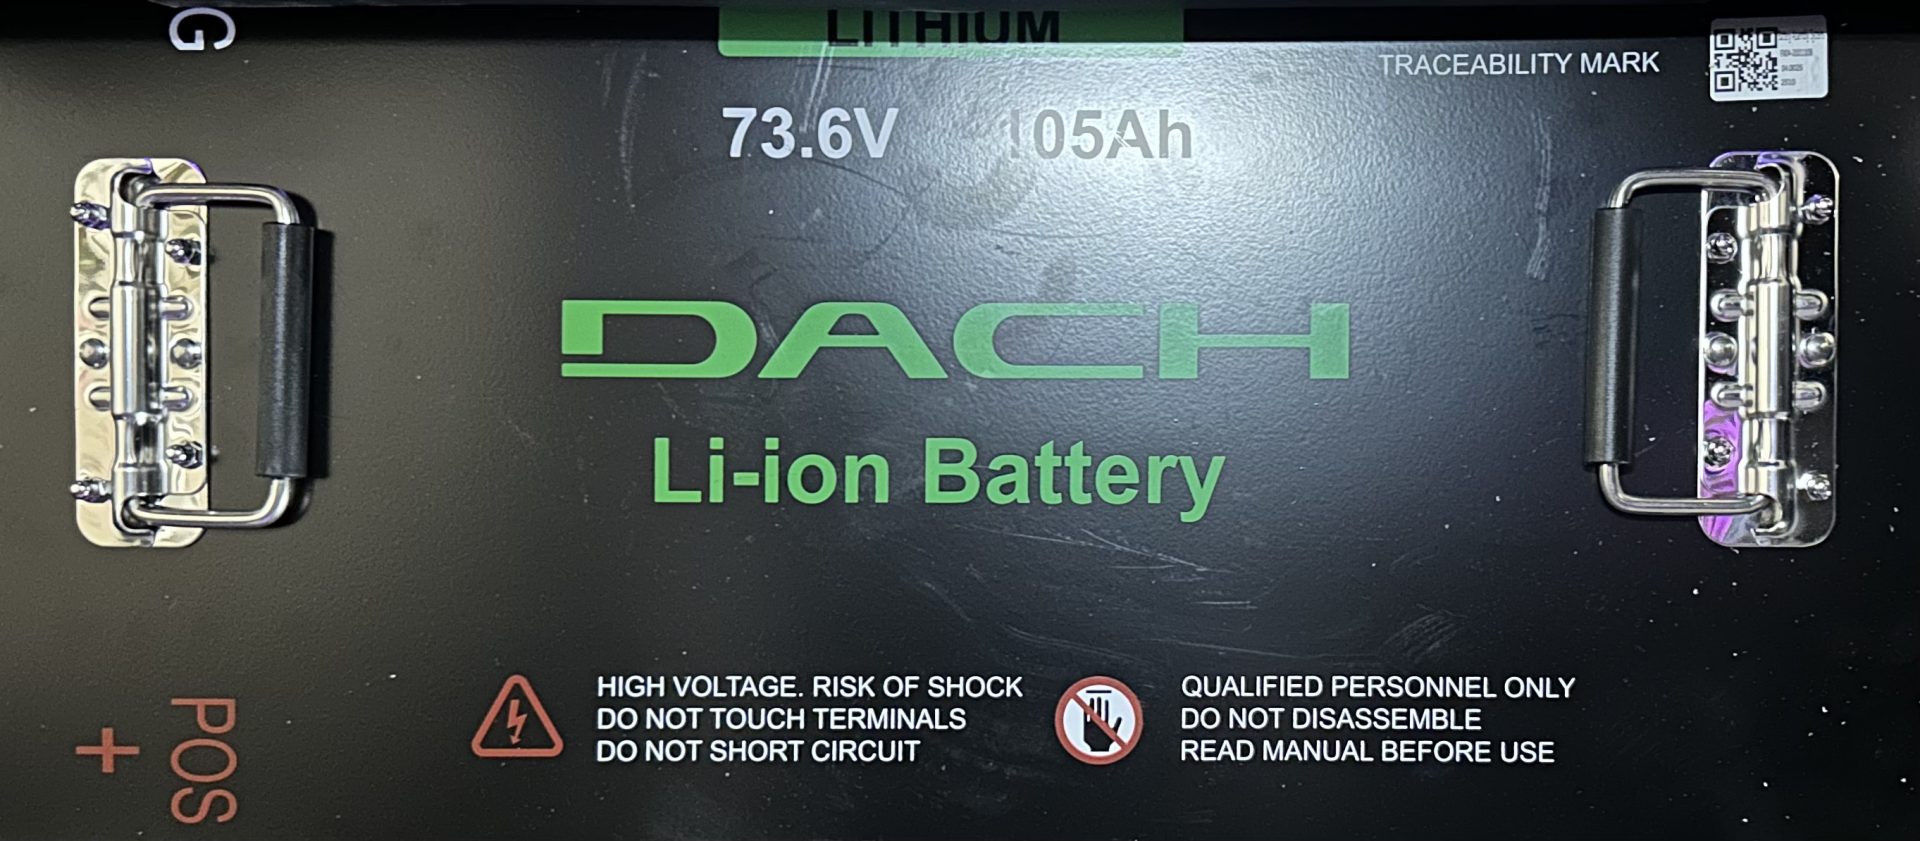 G
LITHIUM
TRACEABILITY MARK
73.6V 105Ah
DACH
Li-ion Battery
HIGH VOLTAGE. RISK OF SHOCK
DO NOT TOUCH TERMINALS
DO NOT SHORT CIRCUIT
QUALIFIED PERSONNEL ONLY
DO NOT DISASSEMBLE
READ MANUAL BEFORE USE
POS
+